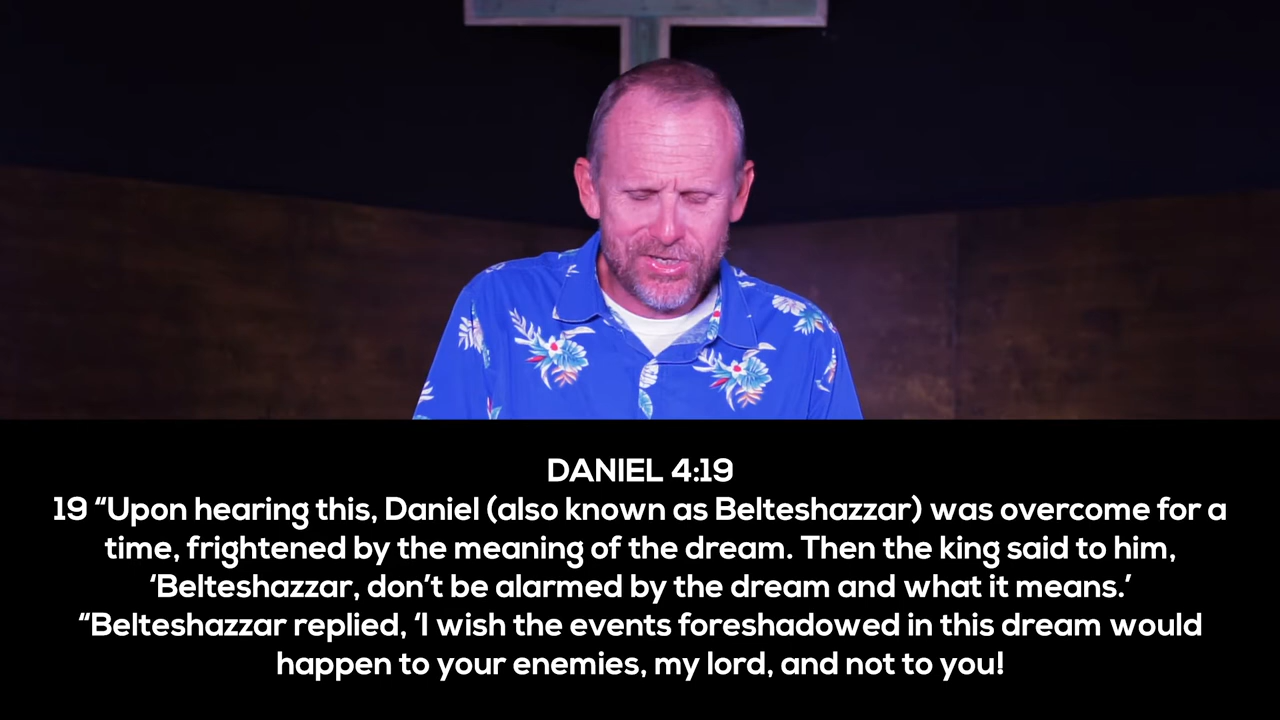 DANIEL 4:19
19 “Upon hearing this, Daniel (also known as Belteshazzar) was overcome for a
time, frightened by the meaning of the dream. Then the king said to him,
‘Belteshazzar, don’t be alarmed by the dream and what it means.’
“Belteshazzar replied, ‘I wish the events foreshadowed in this dream would
happen to your enemies, my lord, and not to you!